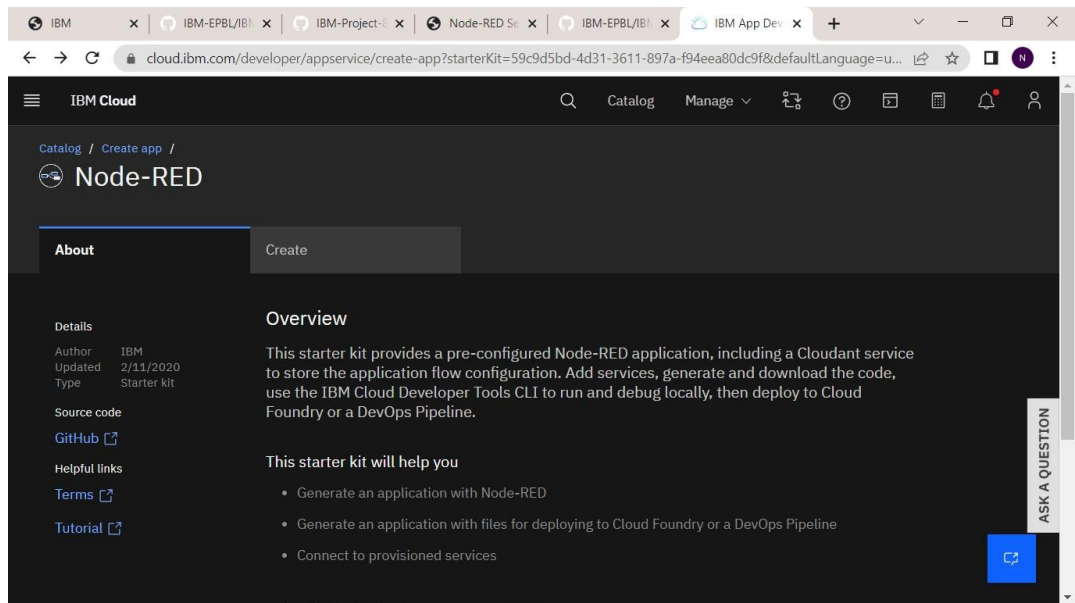 IBM
IBM-EPBL/IBM
IBM-Project-8
Node-RED Se
IBM-EPBL/IBM
IBM App Dev
cloud.ibm.com/developer/appservice/create-app?starterKit=59c9d5bd-4d31-3611-897a-f94eea80dc9f&defaultLanguage=u...
N
IBM Cloud
Catalog
Manage
Catalog / Create app /
Node-RED
About
Create
Details
Author IBM
Updated 2/11/2020
Type Starter kit
Source code
GitHub
Helpful links
Terms
Tutorial
Overview
This starter kit provides a pre-configured Node-RED application, including a Cloudant service
to store the application flow configuration. Add services, generate and download the code,
use the IBM Cloud Developer Tools CLI to run and debug locally, then deploy to Cloud
Foundry or a DevOps Pipeline.
This starter kit will help you
• Generate an application with Node-RED
• Generate an application with files for deploying to Cloud Foundry or a DevOps Pipeline
• Connect to provisioned services
ASK A QUESTION